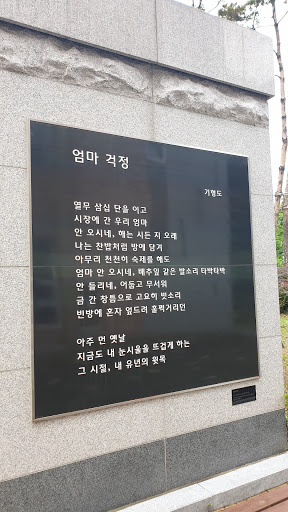 엄마 걱정
기형도
열무 삼십 단을 이고
시장에 간 우리 엄마
안 오시네, 해는 시든 지 오래
나는 찬밥처럼 방에 담겨
아무리 천천히 숙제를 해도
엄마 안 오시네, 배추잎 같은 발소리 타박타박
안 들리네, 어둡고 무서워
금 간 창틈으로 고요히 빗소리
빈방에 혼자 엎드려 훌쩍거리던
아주 먼 옛날
지금도 내 눈시울을 뜨겁게 하는
그 시절, 내 유년의 윗목